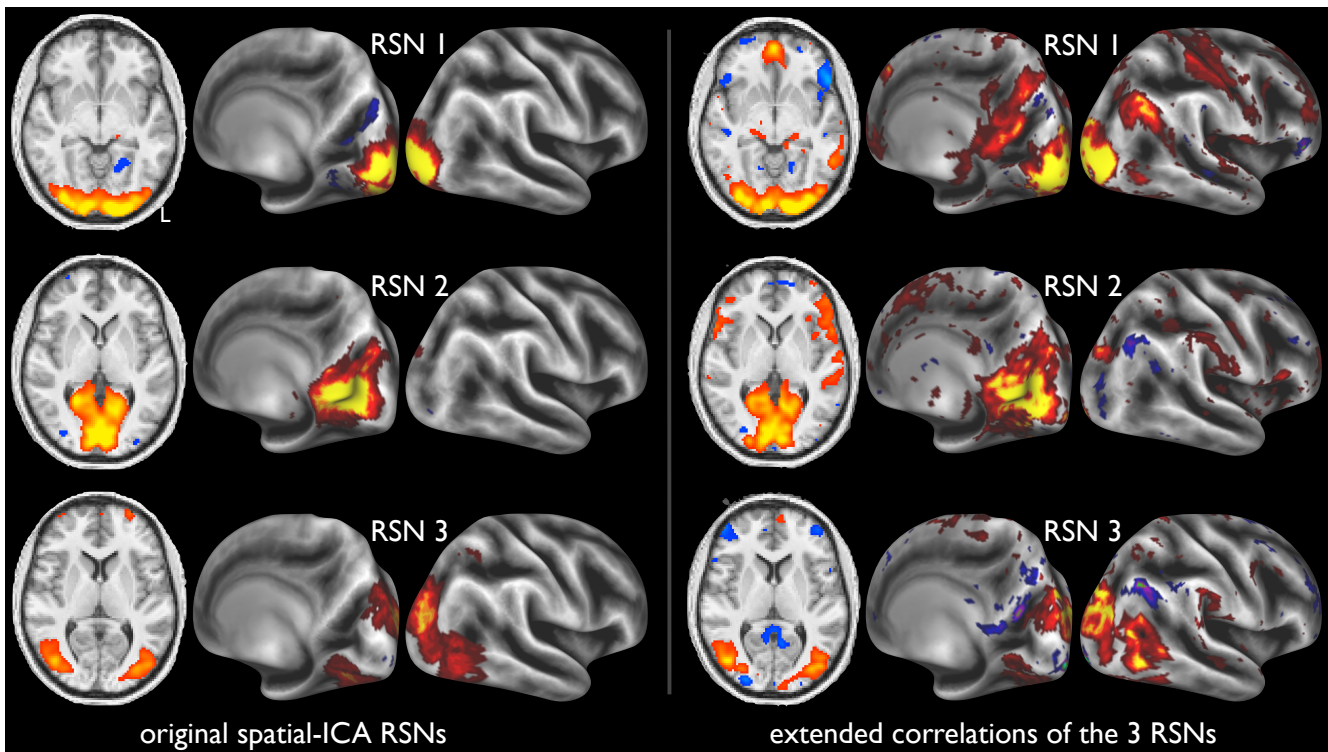 RSN 1
RSN 1
L
RSN 2
RSN 2
RSN 3
RSN 3
original spatial-ICA RSNs
extended correlations of the 3 RSNs